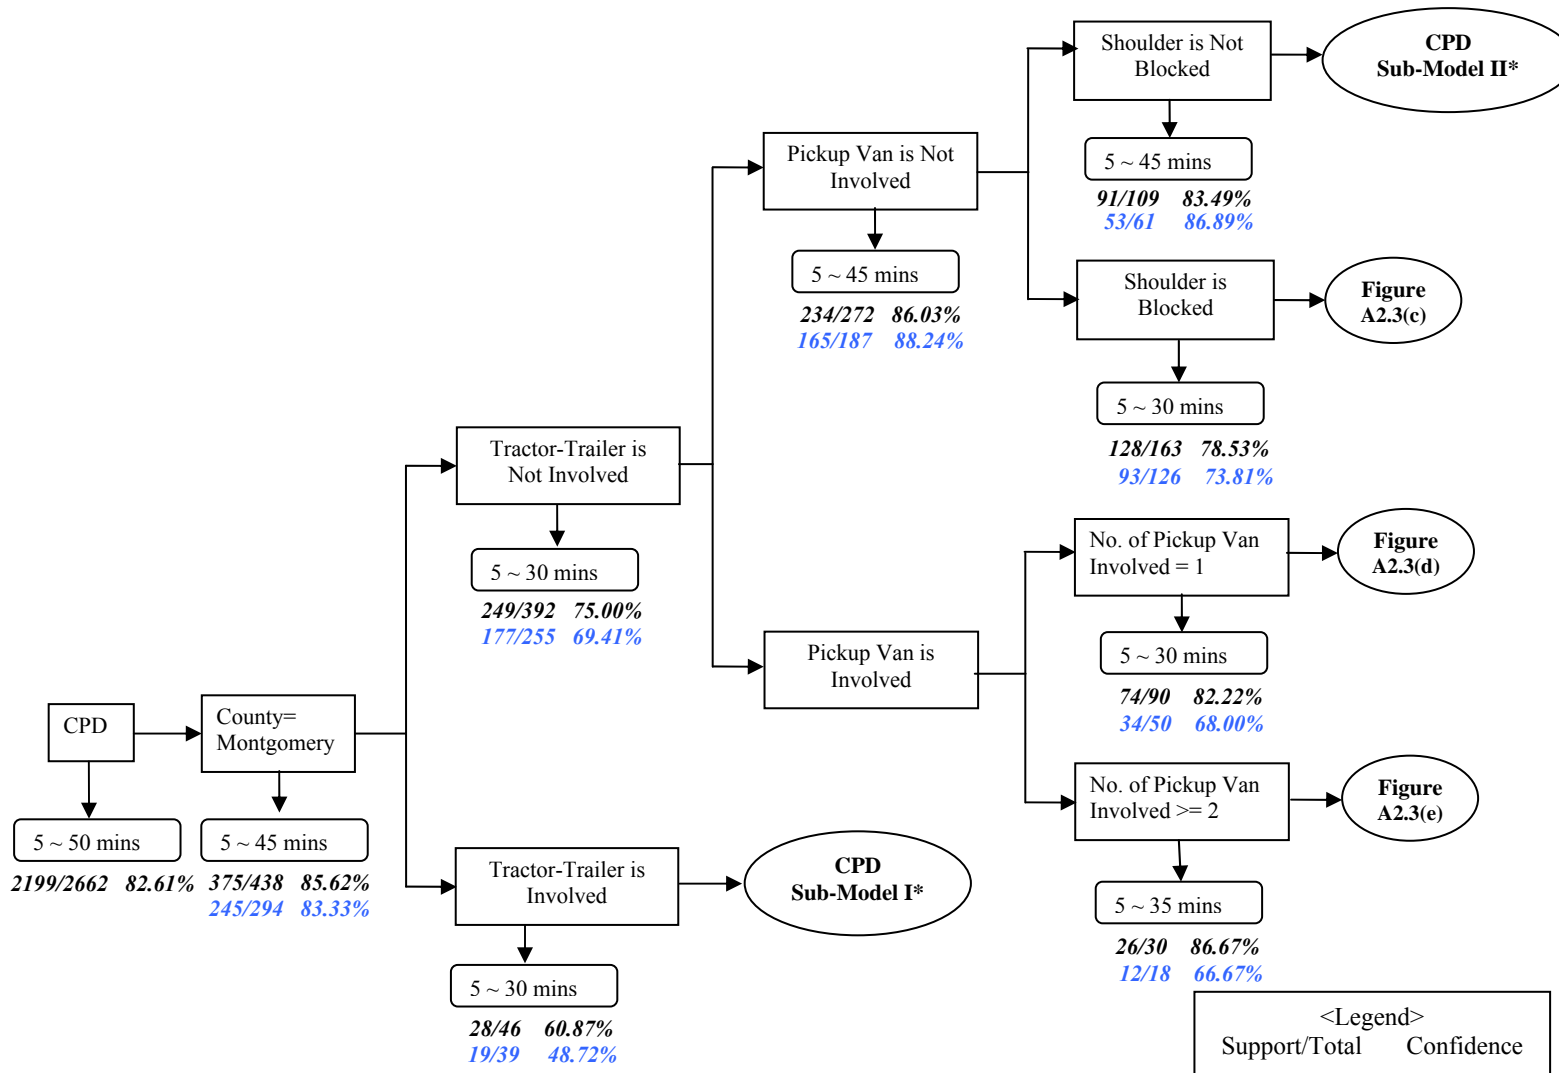 CPD
5 ~ 50 mins
2199/2662 82.61%
County=
Montgomery
5 ~ 45 mins
375/438 85.62%
245/294 83.33%
Tractor-Trailer is
Not Involved
5 ~ 30 mins
249/392 75.00%
177/255 69.41%
Tractor-Trailer is
Involved
5 ~ 30 mins
28/46 60.87%
19/39 48.72%
CPD
Sub-Model I*
Pickup Van is Not
Involved
5 ~ 45 mins
234/272 86.03%
165/187 88.24%
Pickup Van is
Involved
Shoulder is Not
Blocked
5 ~ 45 mins
91/109 83.49%
53/61 86.89%
CPD
Sub-Model II*
Shoulder is
Blocked
5 ~ 30 mins
128/163 78.53%
93/126 73.81%
Figure
A2.3(c)
No. of Pickup Van
Involved = 1
5 ~ 30 mins
74/90 82.22%
34/50 68.00%
Figure
A2.3(d)
No. of Pickup Van
Involved >= 2
5 ~ 35 mins
26/30 86.67%
12/18 66.67%
Figure
A2.3(e)
<Legend>
Support/Total Confidence